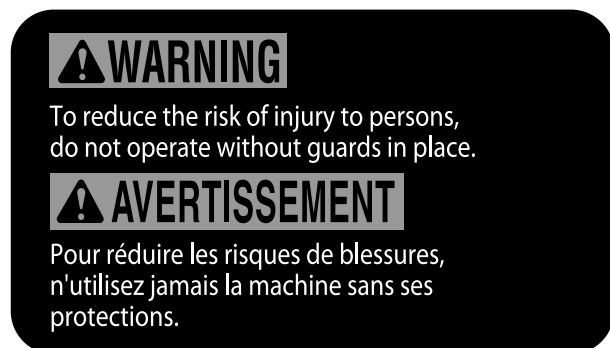 WARNING
To reduce the risk of injury to persons,
do not operate without guards in place.
AVERTISSEMENT
Pour réduire les risques de blessures,
n'utilisez jamais la machine sans ses
protections.